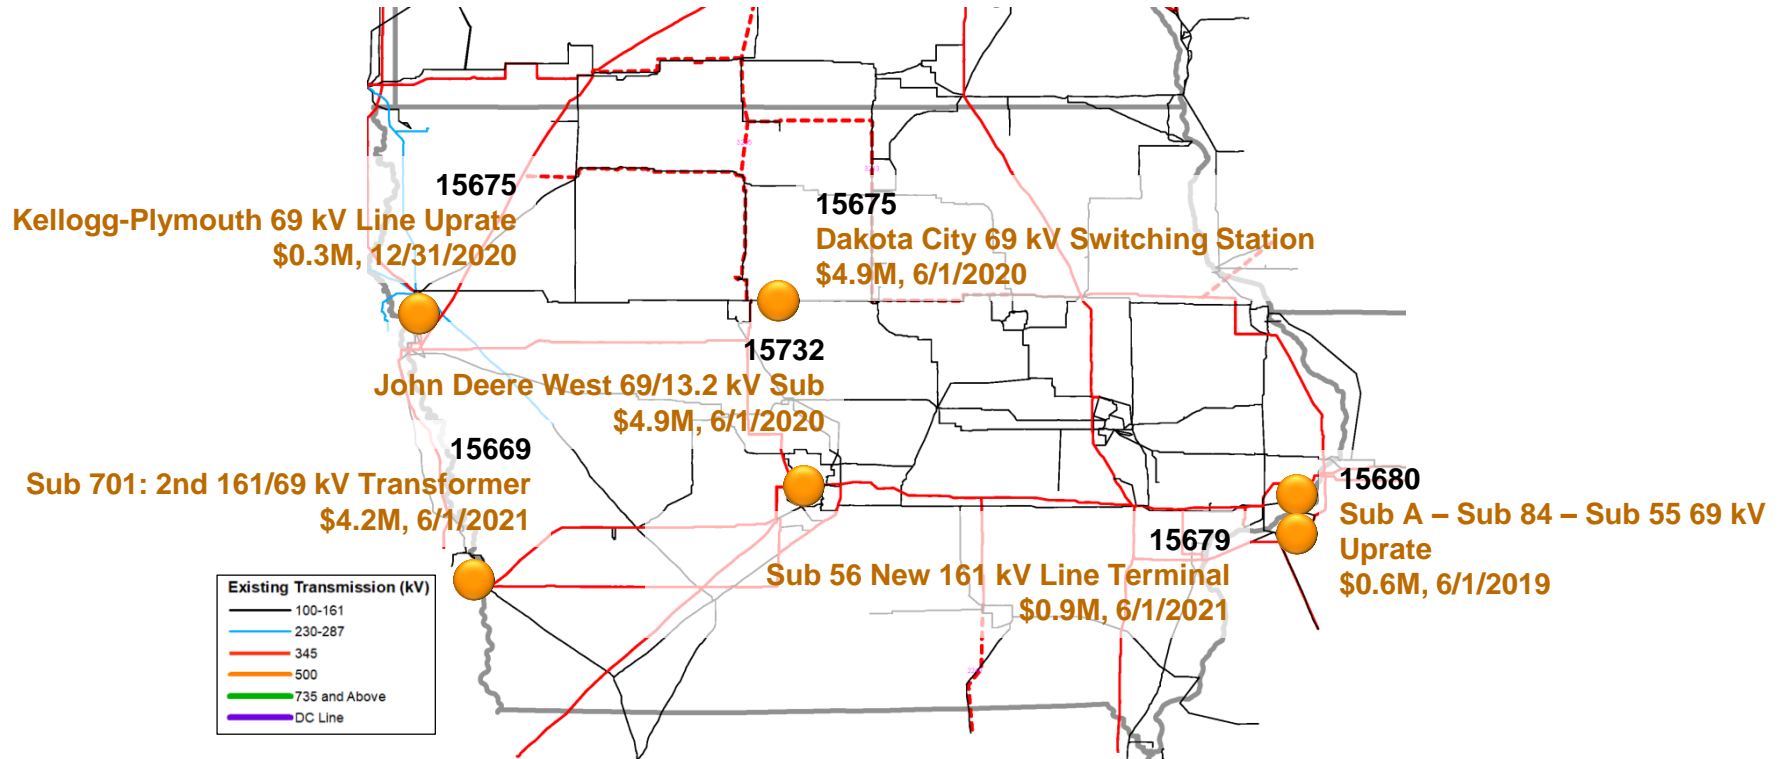 15675
Kellogg-Plymouth 69 kV Line Uprate
$0.3M, 12/31/2020
15675
Dakota City 69 kV Switching Station
$4.9M, 6/1/2020
15732
John Deere West 69/13.2 kV Sub
$4.9M, 6/1/2020
15669
Sub 701: 2nd 161/69 kV Transformer
$4.2M, 6/1/2021
15680
Sub A – Sub 84 – Sub 55 69 kV
Uprate
$0.6M, 6/1/2019
15679
Sub 56 New 161 kV Line Terminal
$0.9M, 6/1/2021
Existing Transmission (kV)
100-161
230-287
345
500
735 and Above
DC Line